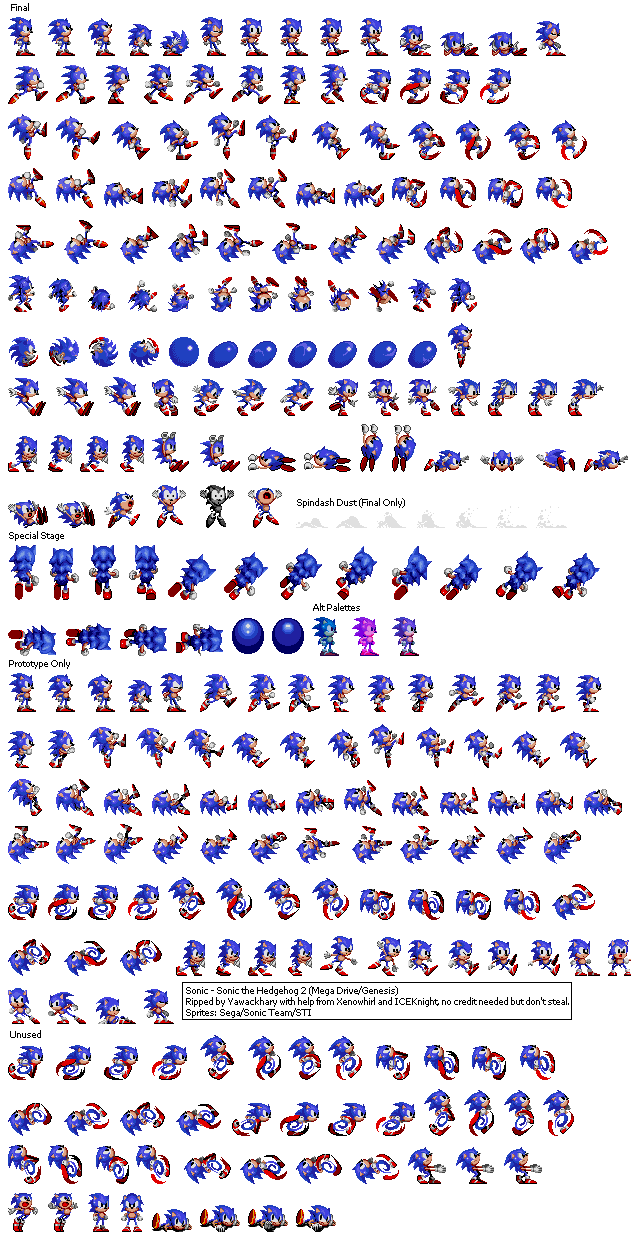 Final
Spindash Dust (Final Only)
Special Stage
Alt Palettes
Prototype Only
Sonic - Sonic the Hedgehog 2 (Mega Drive/Genesis)
Ripped by Yawackhary with help from Xenowhirl and ICEKnight, no credit needed but don't steal.
Sprites: Sega/Sonic Team/STI
Unused